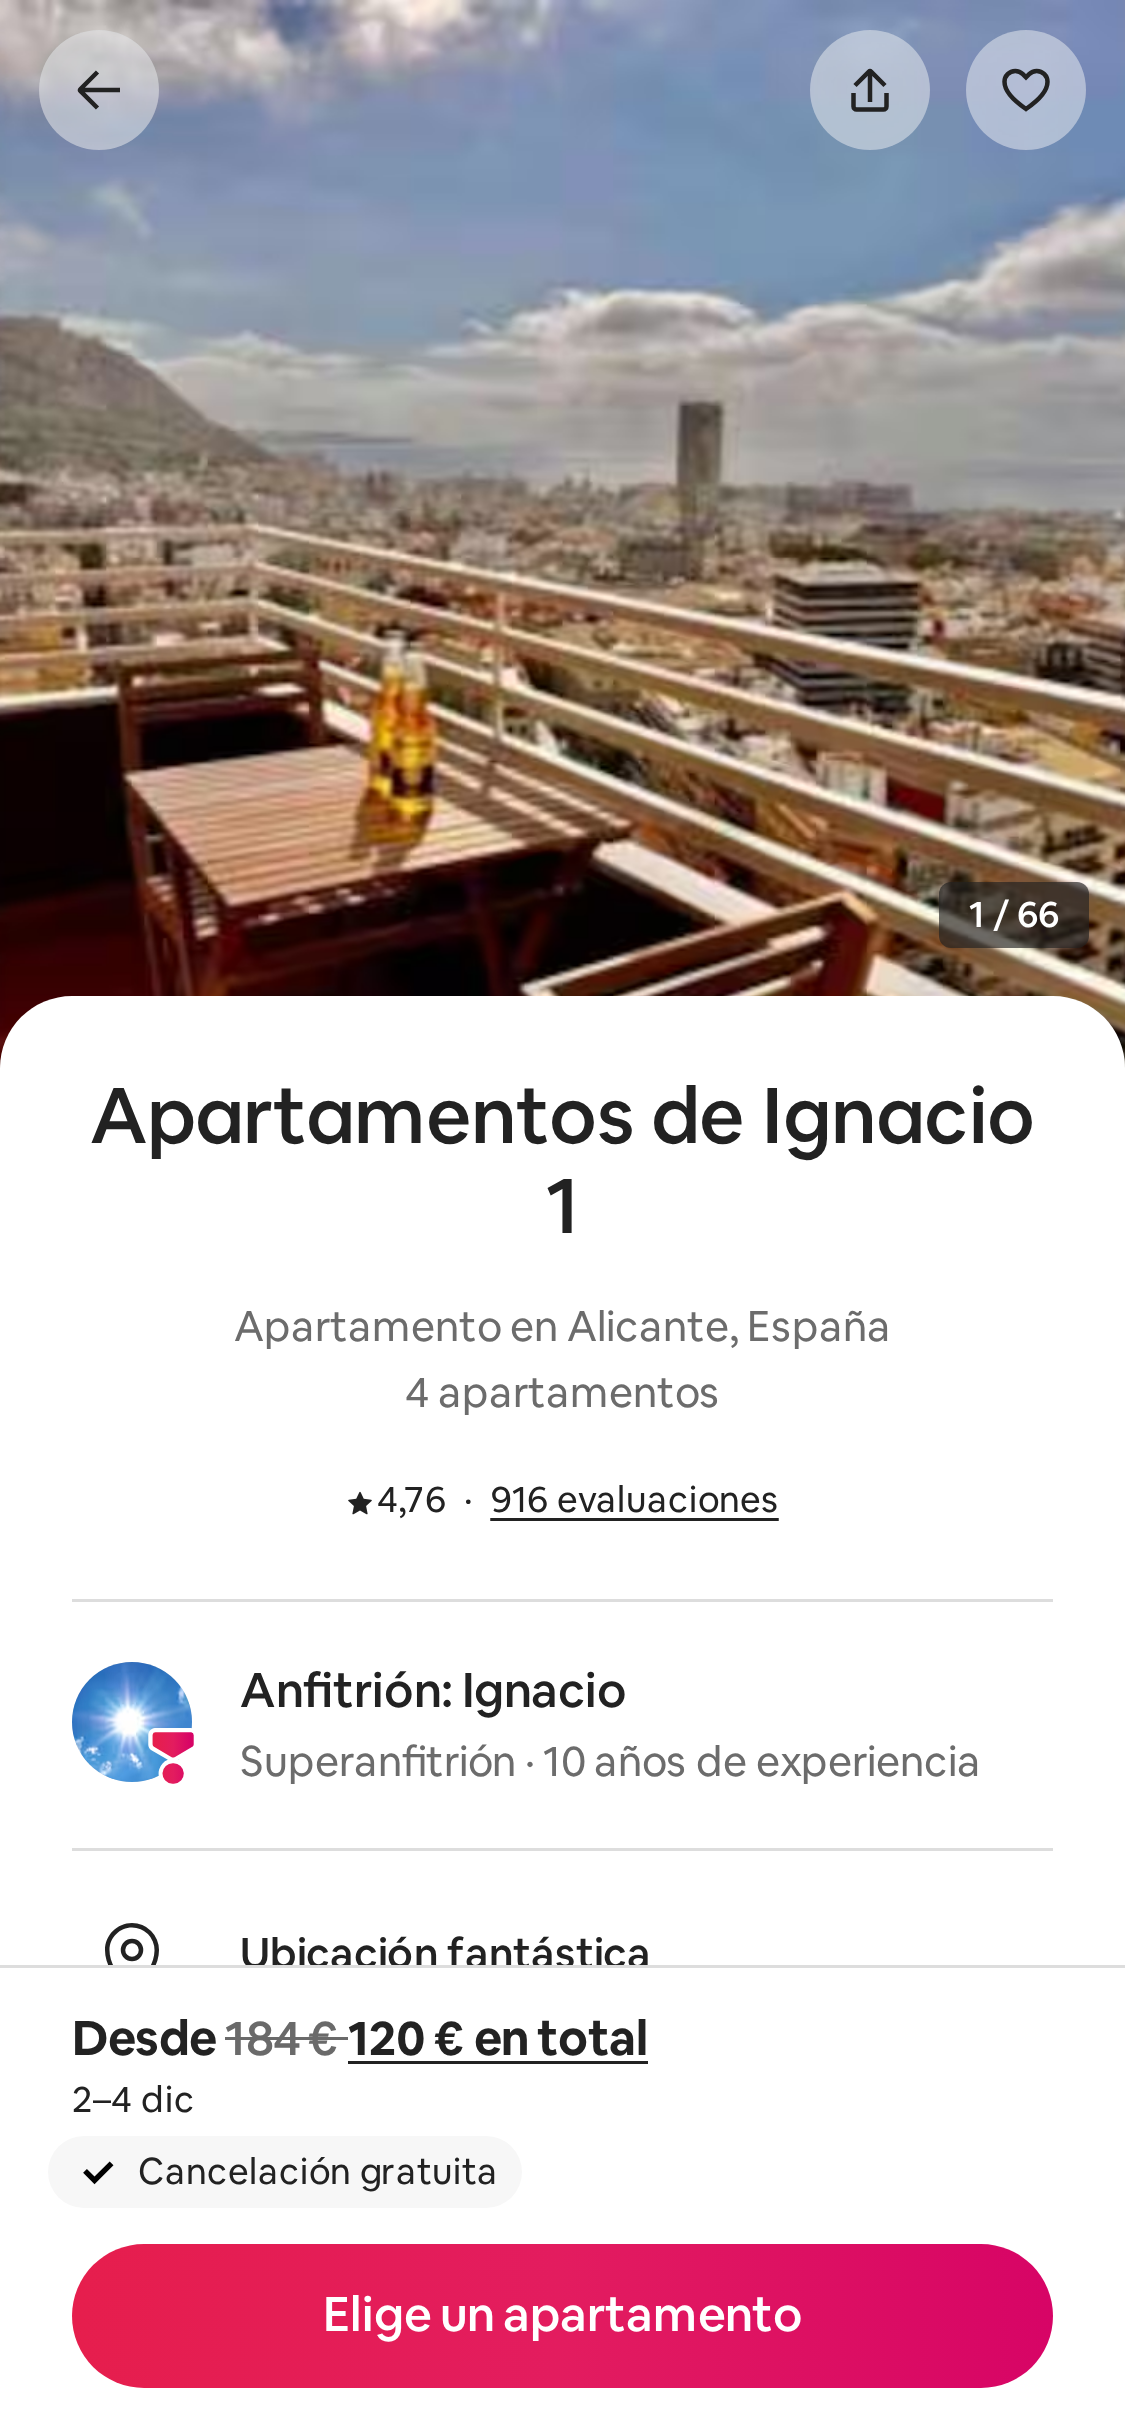 1 / 66
Apartamentos de Ignacio
1
Apartamento en Alicante, España
4 apartamentos
4,76 · 916 evaluaciones
Anfitrión: Ignacio
Superanfitrión · 10 años de experiencia
Ubicación fantástica
Desde 184 € 120 € en total
2–4 dic
Cancelación gratuita
Elige un apartamento